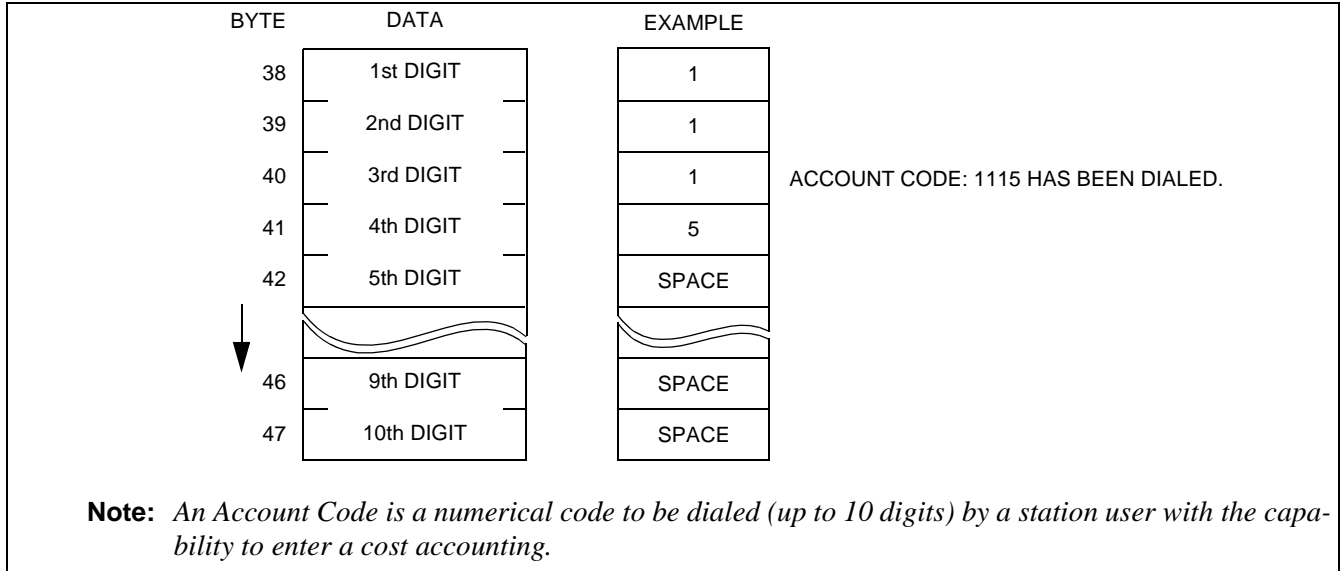 BYTE DATA EXAMPLE
38 1st DIGIT 1
39 2nd DIGIT 1
40 3rd DIGIT 1 ACCOUNT CODE: 1115 HAS BEEN DIALED.
41 4th DIGIT 5
42 5th DIGIT SPACE
46 9th DIGIT SPACE
47 10th DIGIT SPACE
Note: An Account Code is a numerical code to be dialed (up to 10 digits) by a station user with the capa-
bility to enter a cost accounting.